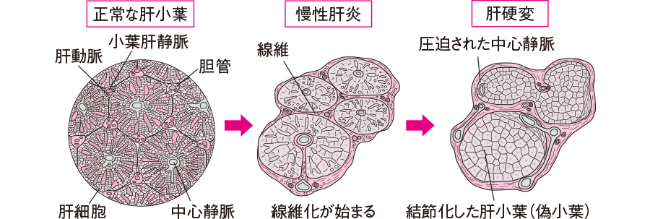 正常な肝小葉
慢性肝炎
肝硬変
小葉肝静脈
肝動脈
胆管
肝細胞
中心静脈
線維
線維化が始まる
圧迫された中心静脈
結節化した肝小葉(偽小葉)